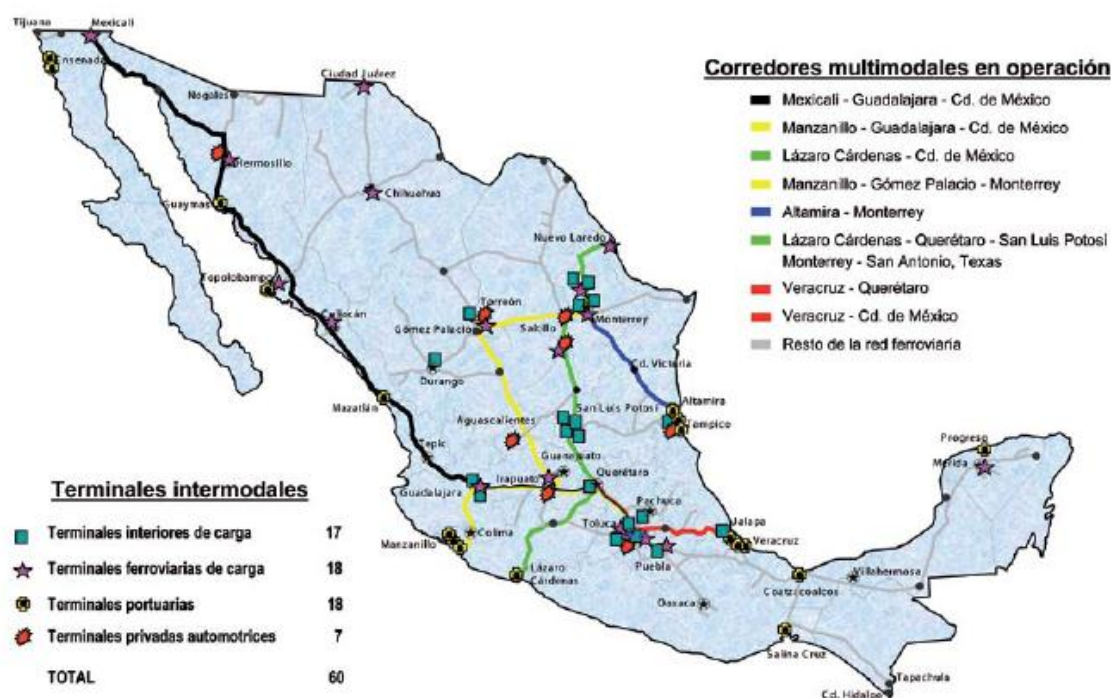 Tijuana
Mexicali
Ensenada
Nogales
Ciudad Juárez
Hermosillo
Chihuahua
Guaymas
Nuevo Laredo
Topolobampo
Torreón
Gómez Palacio
Saltillo
Monterrey
Culiacán
Durango
Cd. Victoria
Mazatlán
San Luis Potosí
Altamira
Tampico
Aguascalientes
Tepic
Guanajuato
Irapuato
Querétaro
Guadalajara
Pachuca
Progreso
Mérida
Toluca
Jalapa
Colima
Manzanillo
Veracruz
Lázaro
Cárdenas
Puebla
Villahermosa
Coatzacoalcos
Oaxaca
Salina Cruz
Tapachula
Cd. Hidalgo
Corredores multimodales en operación
Mexicali - Guadalajara - Cd. de México
Manzanillo - Guadalajara - Cd. de México
Lázaro Cárdenas - Cd. de México
Manzanillo - Gómez Palacio - Monterrey
Altamira - Monterrey
Lázaro Cárdenas - Querétaro - San Luis Potosí
Monterrey - San Antonio, Texas
Veracruz - Querétaro
Veracruz - Cd. de México
Resto de la red ferroviaria
Terminales intermodales
Terminales interiores de carga 17
Terminales ferroviarias de carga 18
Terminales portuarias 18
Terminales privadas automotrices 7
TOTAL 60